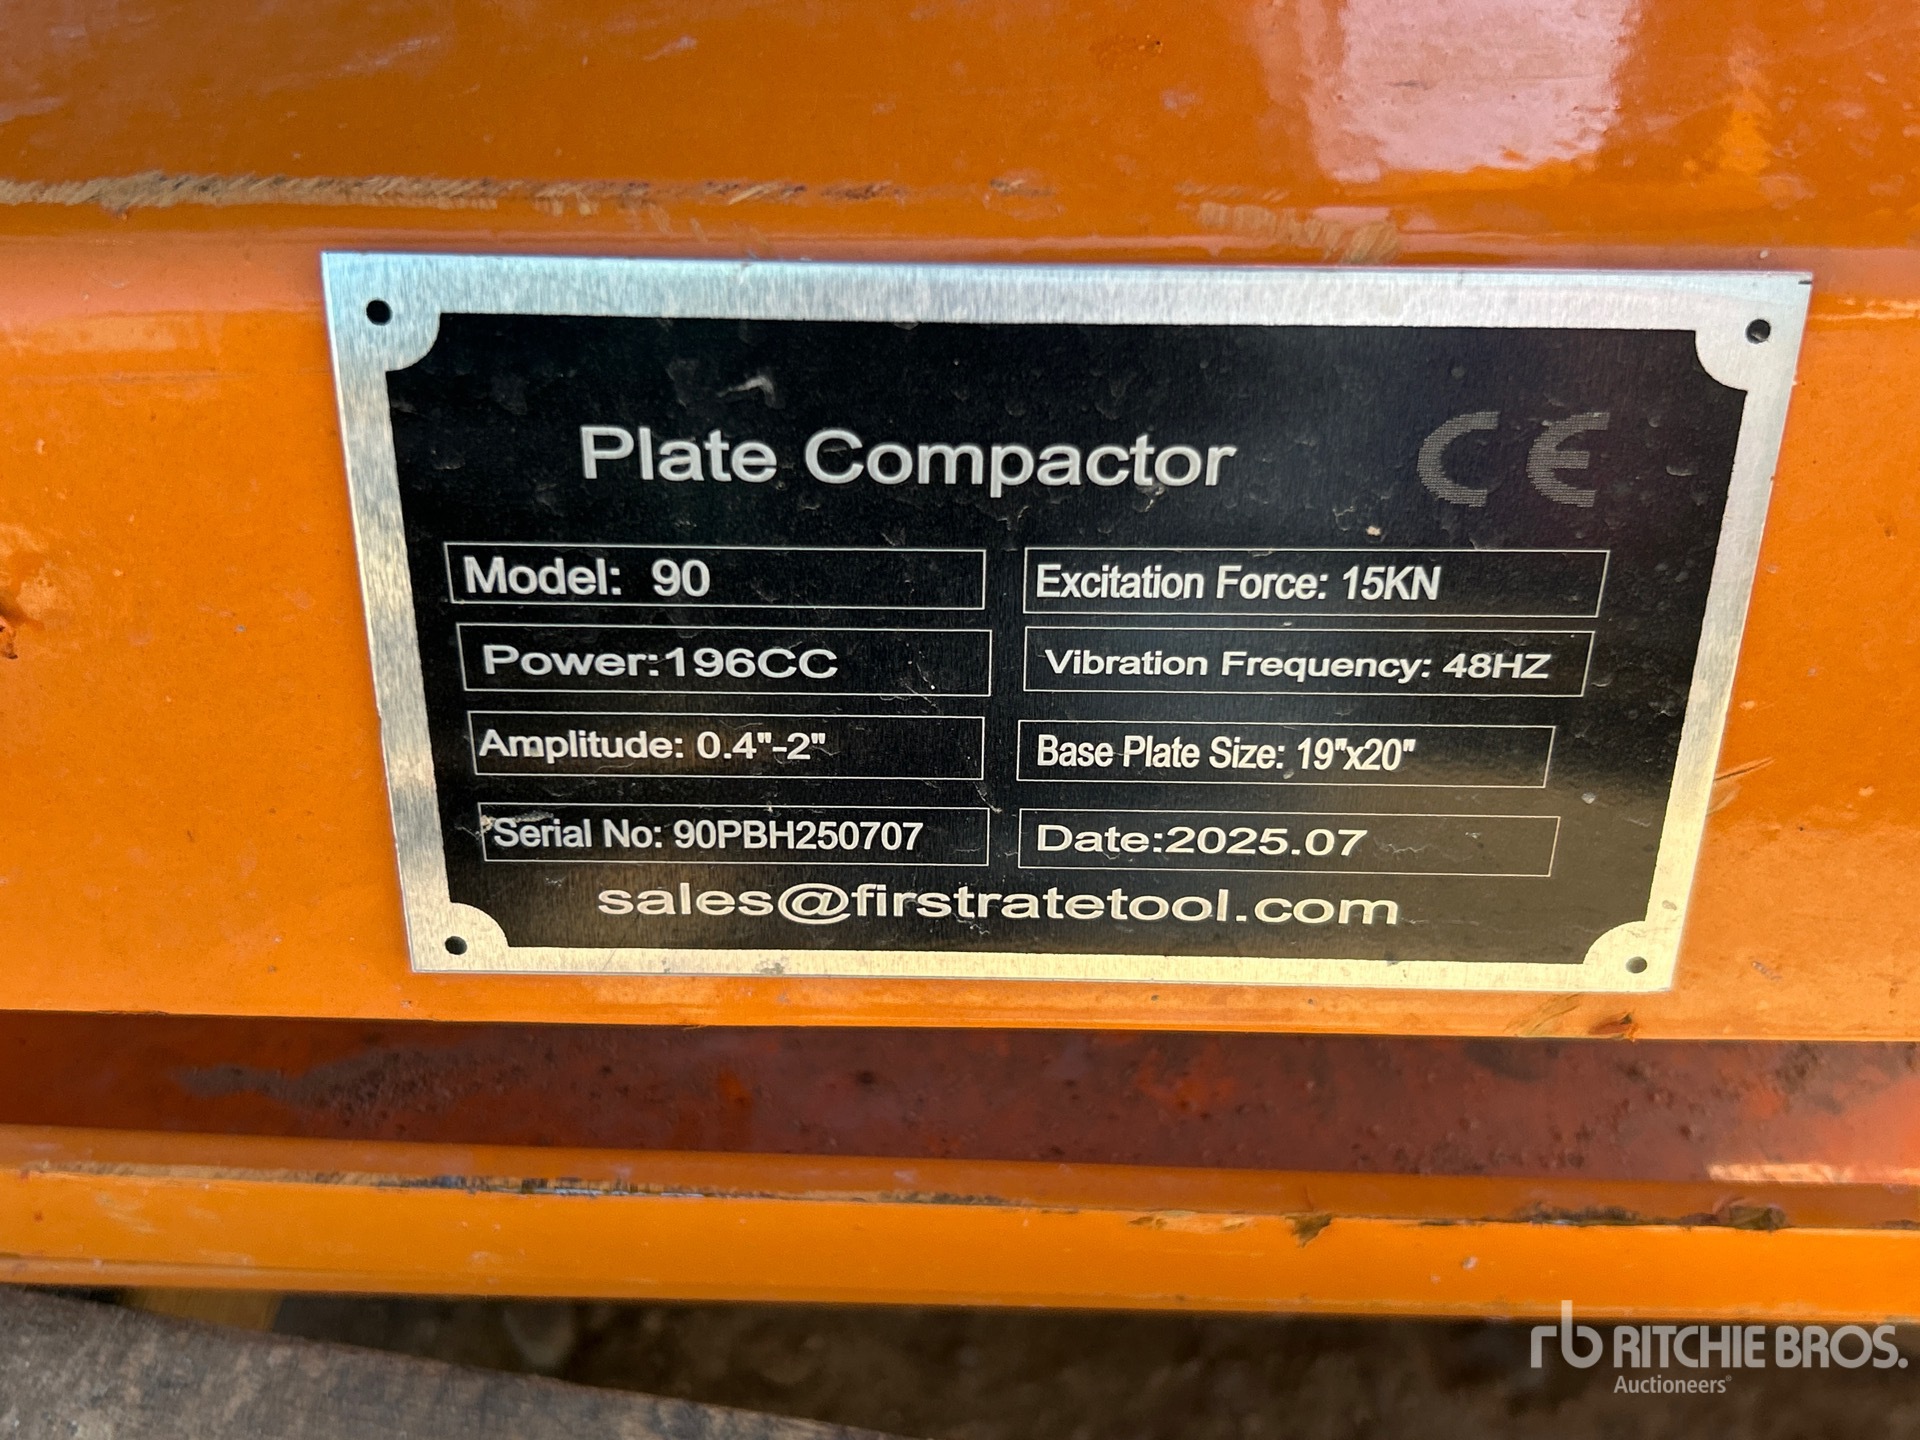 Plate Compactor CE
Model: 90
Excitation Force: 15KN
Power:196CC
Vibration Frequency: 48HZ
Amplitude: 0.4"-2"
Base Plate Size: 19"x20"
Serial No: 90PBH250707
Date:2025.07
sales@firstratetool.com
rb RITCHIE BROS.
Auctioneers®